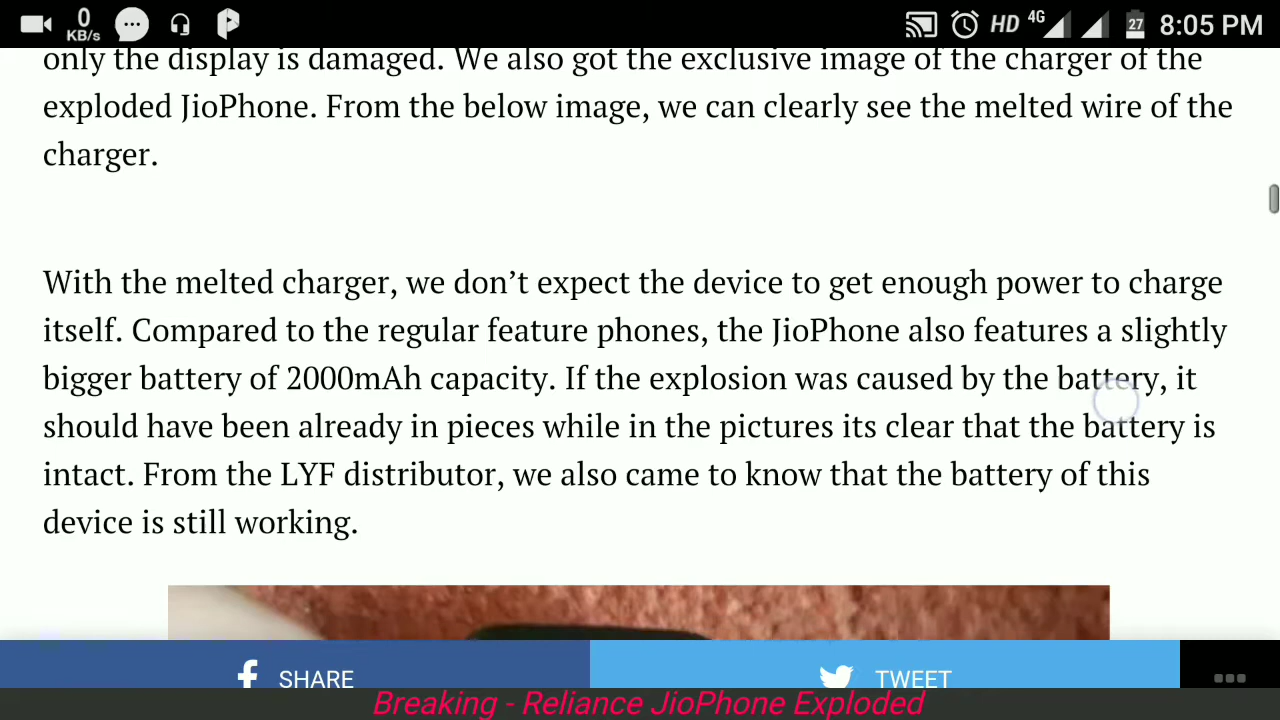 0
KB/s
HD
4G
27
8:05 PM
only the display is damaged. We also got the exclusive image of the charger of the
exploded JioPhone. From the below image, we can clearly see the melted wire of the
charger.
With the melted charger, we don’t expect the device to get enough power to charge
itself. Compared to the regular feature phones, the JioPhone also features a slightly
bigger battery of 2000mAh capacity. If the explosion was caused by the battery, it
should have been already in pieces while in the pictures its clear that the battery is
intact. From the LYF distributor, we also came to know that the battery of this
device is still working.
SHARE
TWEET
Breaking - Reliance JioPhone Exploded